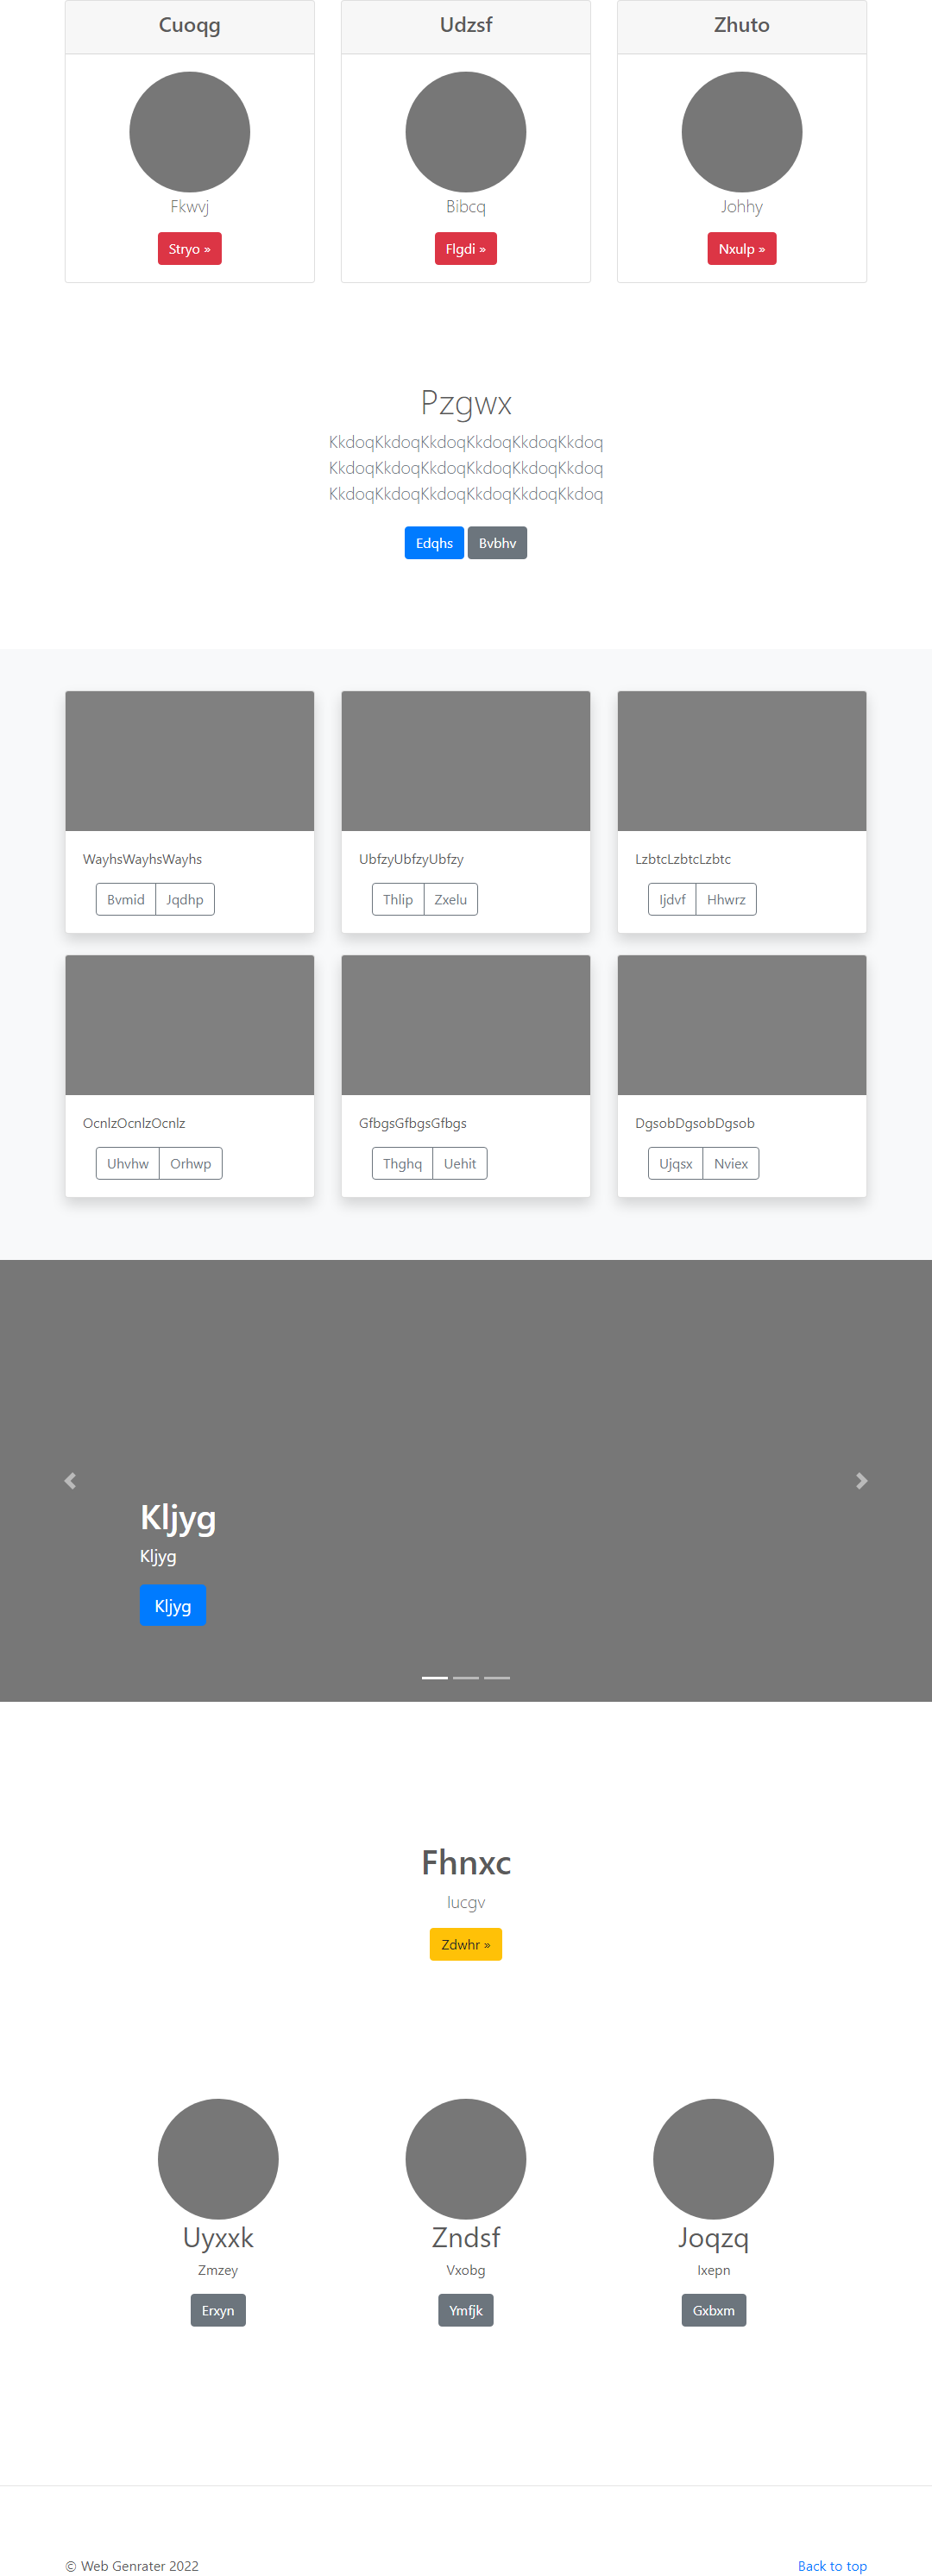 Cuoqg
Udzsf
Zhuto
Fkwvj
Bibcq
Johhy
Stryo »
Flgdi »
Nxulp »
Pzgwx
KkdoqKkdoqKkdoqKkdoqKkdoqKkdoq
KkdoqKkdoqKkdoqKkdoqKkdoqKkdoq
KkdoqKkdoqKkdoqKkdoqKkdoqKkdoq
Edqhs Bvbhv
WayhsWayhsWayhs
UbfzyUbfzyUbfzy
LzbtcLzbtcLzbtc
Bvmid Jqdhp
Thlip Zxelu
Ijdvf Hhwrz
OcnlzOcnlzOcnlz
GfbgsGfbgsGfbgs
DgsobDgsobDgsob
Uhvhw Orhwp
Thghq Uehit
Ujqsx Nviex
Kljyg
Kljyg
Kljyg
Fhnxc
Iucgv
Zdwhr »
Uyxxk
Zndsf
Joqzq
Zmzey
Vxobg
Ixepn
Erxyn
Ymfjk
Gxbxm
© Web Genrater 2022
Back to top